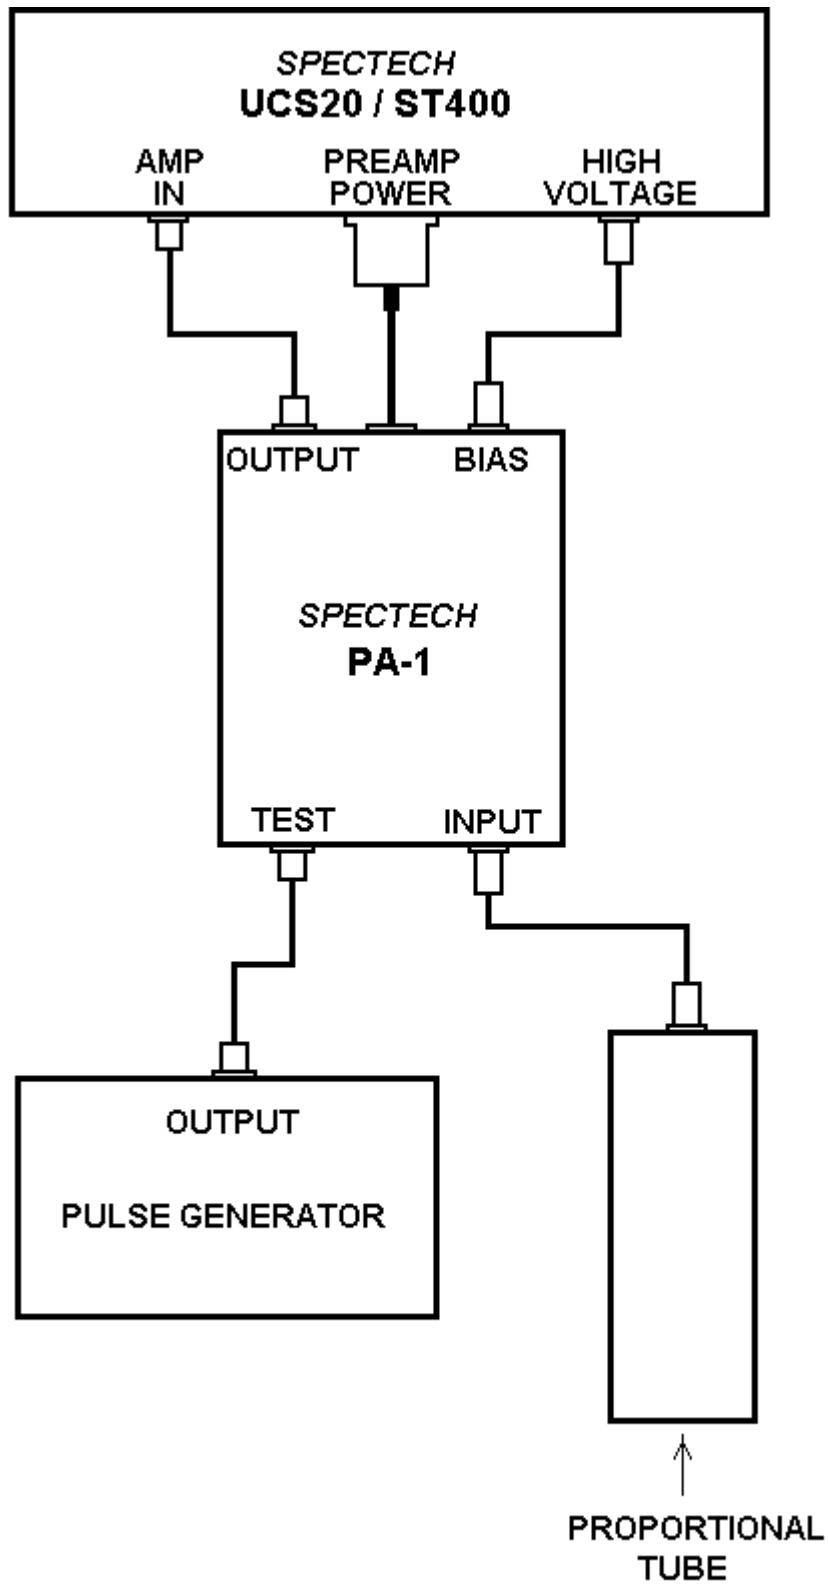 SPECTECH
UCS20 / ST400
AMP
IN
PREAMP
POWER
HIGH
VOLTAGE
OUTPUT
BIAS
SPECTECH
PA-1
TEST
INPUT
OUTPUT
PULSE GENERATOR
PROPORTIONAL
TUBE